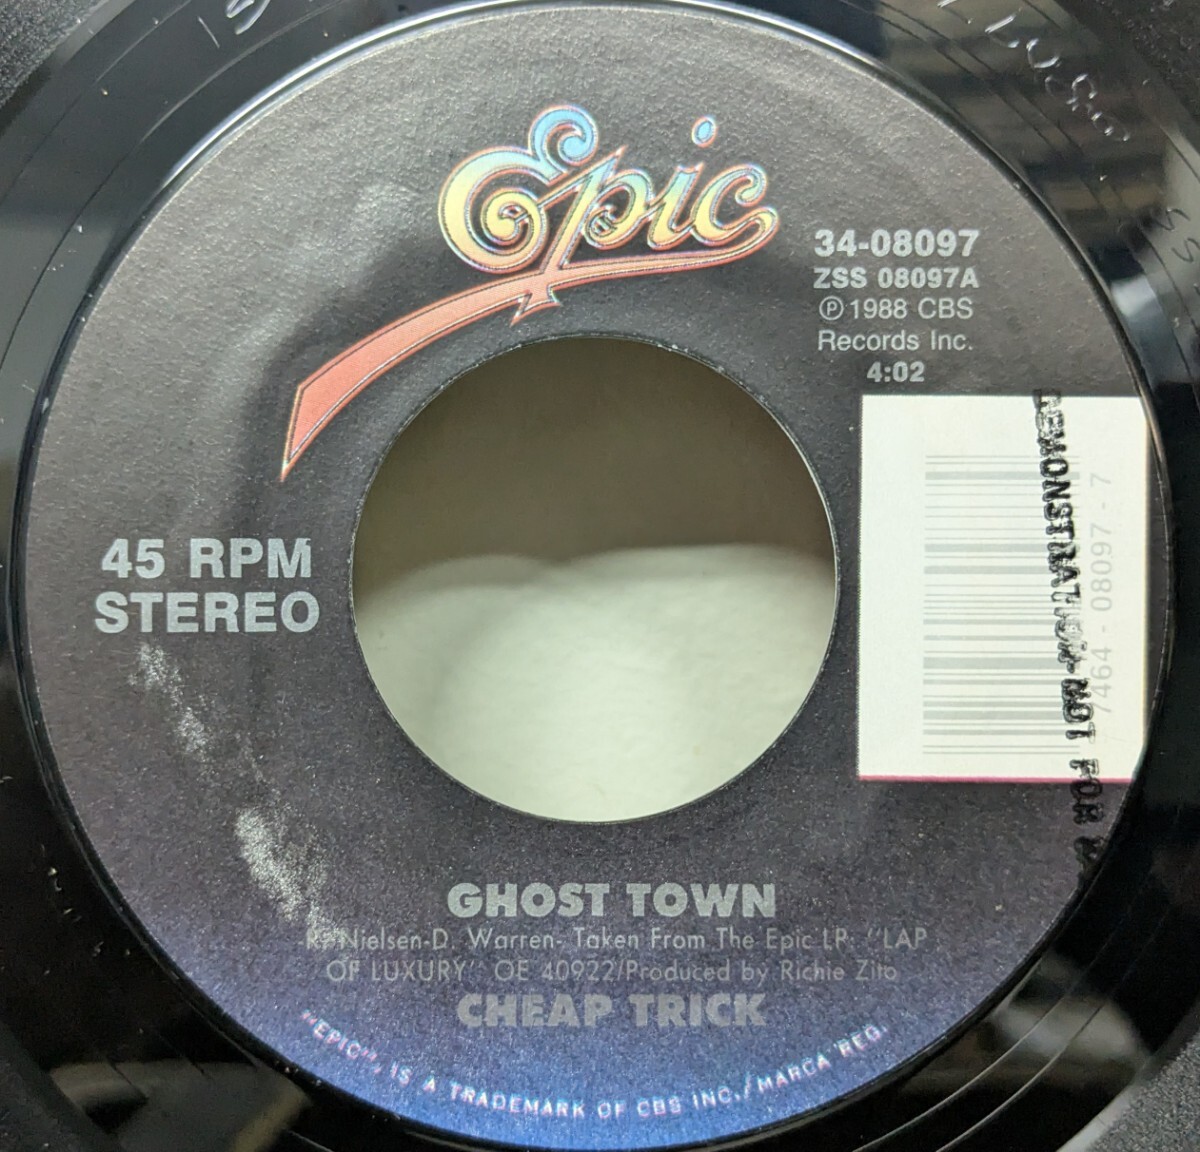 Epic
34-08097
ZSS 08097A
Ⓟ 1988 CBS
Records Inc.
4:02
45 RPM
STEREO
7464-08097-7
DEMONSTRATION-NOT FOR
GHOST TOWN
R. Nielsen-D. Warren- Taken From The Epic LP: "LAP
OF LUXURY" OE 40922/Produced by Richie Zito
CHEAP TRICK
"EPIC", IS A TRADEMARK OF CBS INC./MARCA REG.